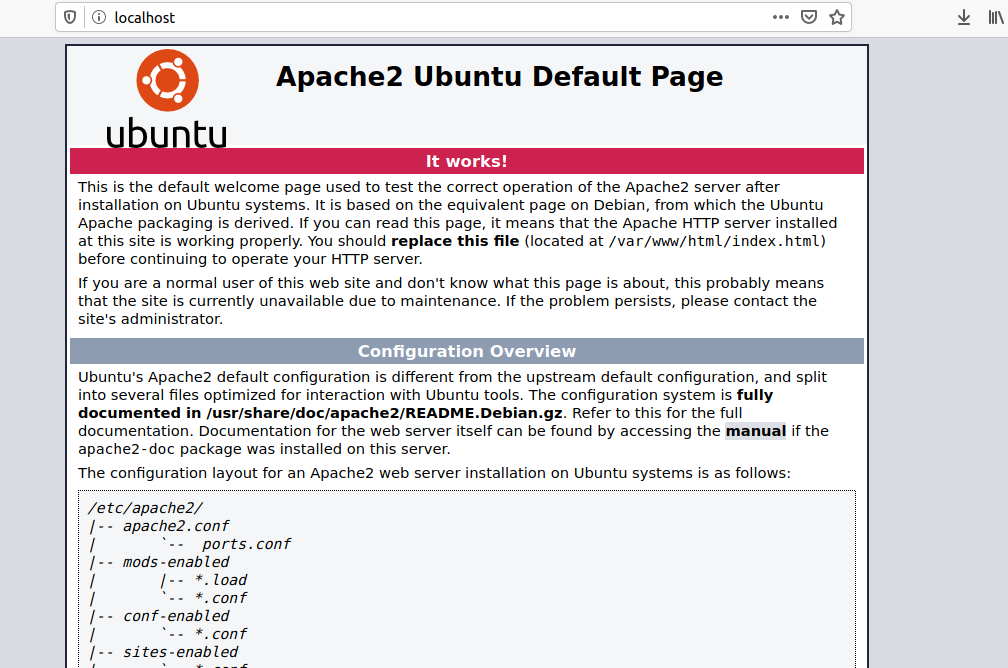 localhost
Apache2 Ubuntu Default Page
ubuntu
It works!
This is the default welcome page used to test the correct operation of the Apache2 server after
installation on Ubuntu systems. It is based on the equivalent page on Debian, from which the Ubuntu
Apache packaging is derived. If you can read this page, it means that the Apache HTTP server installed
at this site is working properly. You should replace this file (located at /var/www/html/index.html)
before continuing to operate your HTTP server.
If you are a normal user of this web site and don't know what this page is about, this probably means
that the site is currently unavailable due to maintenance. If the problem persists, please contact the
site's administrator.
Configuration Overview
Ubuntu's Apache2 default configuration is different from the upstream default configuration, and split
into several files optimized for interaction with Ubuntu tools. The configuration system is fully
documented in /usr/share/doc/apache2/README.Debian.gz. Refer to this for the full
documentation. Documentation for the web server itself can be found by accessing the manual if the
apache2-doc package was installed on this server.
The configuration layout for an Apache2 web server installation on Ubuntu systems is as follows:
/etc/apache2/
|-- apache2.conf
|       `--  ports.conf
|-- mods-enabled
|       |-- *.load
|       `-- *.conf
|-- conf-enabled
|       `-- *.conf
|-- sites-enabled
|       `-- *.conf